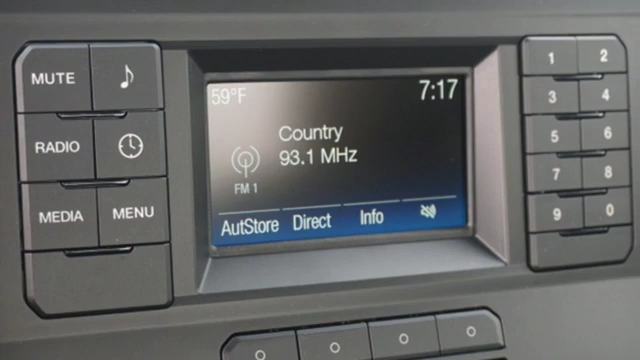 MUTE
RADIO
MEDIA MENU
59°F 7:17
Country
93.1 MHz
FM 1
AutoStore Direct Info
1 2
3 4
5 6
7 8
9 0